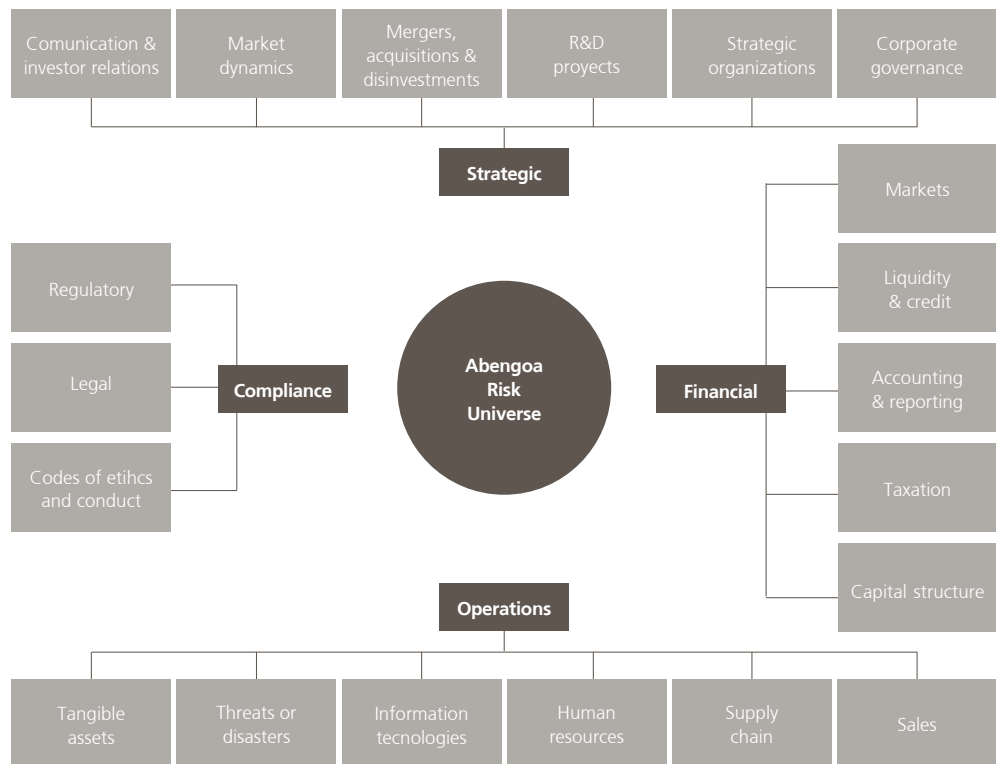 Comunication &
investor relations
Market
dynamics
Mergers,
acquisitions &
disinvestments
R&D
proyects
Strategic
organizations
Corporate
governance
Strategic
Markets
Regulatory
Liquidity
& credit
Legal
Compliance
Abengoa
Risk
Universe
Financial
Accounting
& reporting
Codes of etihcs
and conduct
Taxation
Capital structure
Operations
Tangible
assets
Threats or
disasters
Information
tecnologies
Human
resources
Supply
chain
Sales